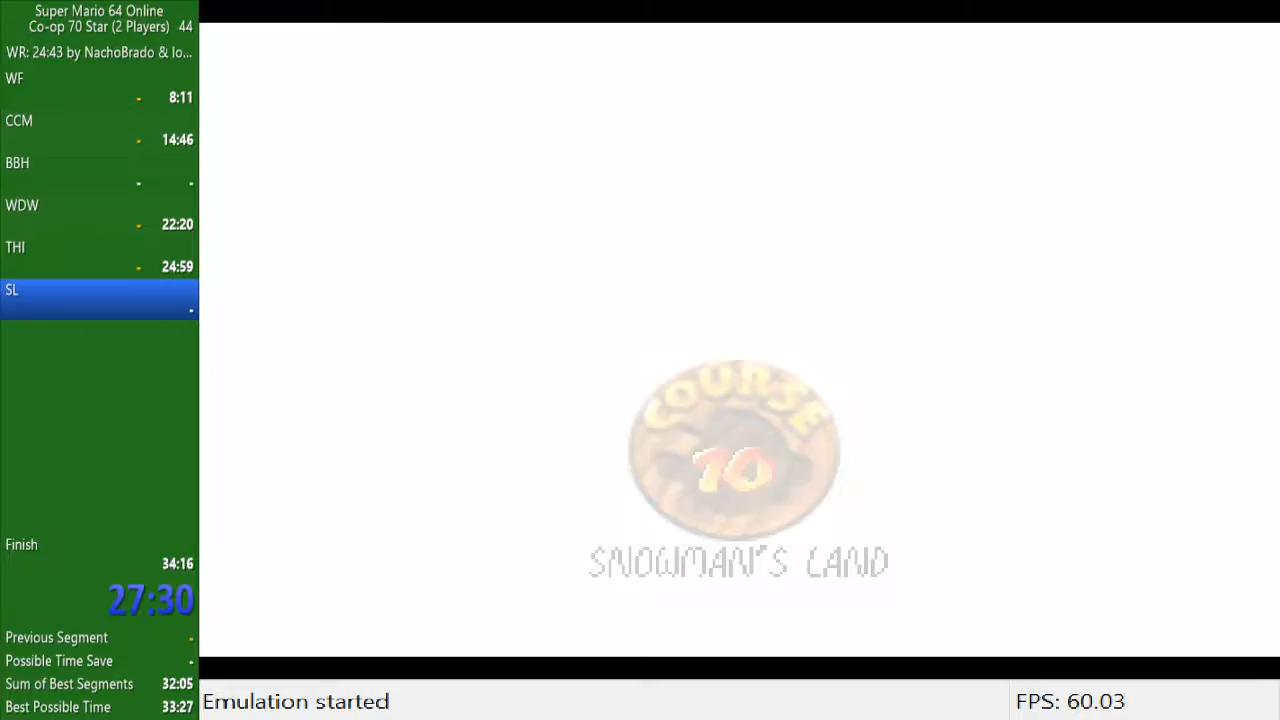 Super Mario 64 Online
Co-op 70 Star (2 Players) 44
WR: 24:43 by NachoBrado & Io...
WF
- 8:11
CCM
- 14:46
BBH
- -
WDW
- 22:20
THI
- 24:59
SL
-
Finish
34:16
27:30
Previous Segment -
Possible Time Save -
Sum of Best Segments 32:05
Best Possible Time 33:27
COURSE
10
SNOWMAN'S LAND
Emulation started FPS: 60.03